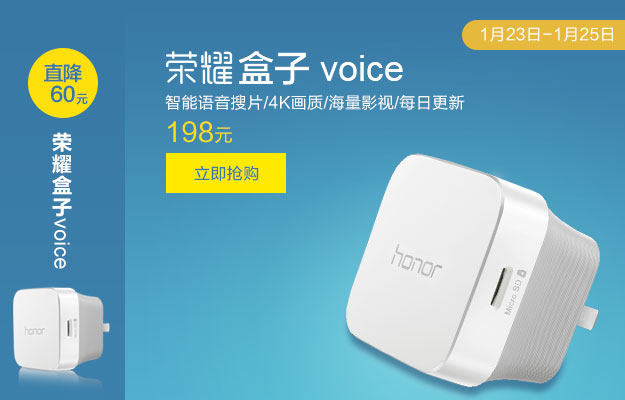 直降
60元
荣耀盒子voice
honor
1月23日-1月25日
荣耀盒子 voice
智能语音搜片/4K画质/海量影视/每日更新
198元
立即抢购
honor
Micro SD